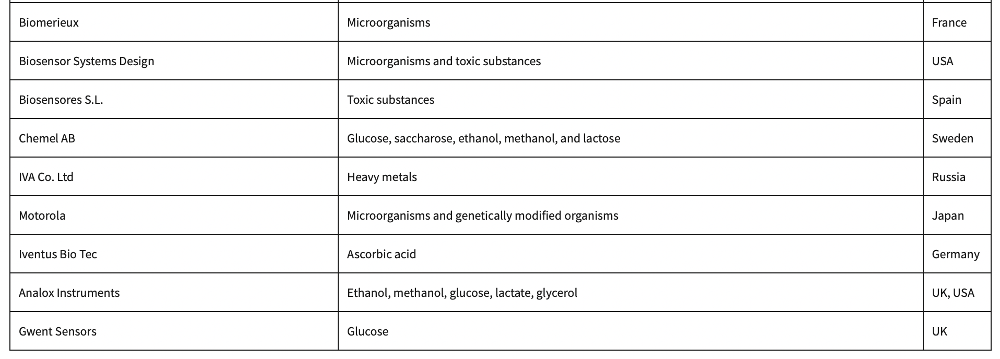 Biomerieux Microorganisms France
Biosensor Systems Design Microorganisms and toxic substances USA
Biosensores S.L. Toxic substances Spain
Chemel AB Glucose, saccharose, ethanol, methanol, and lactose Sweden
IVA Co. Ltd Heavy metals Russia
Motorola Microorganisms and genetically modified organisms Japan
Iventus Bio Tec Ascorbic acid Germany
Analox Instruments Ethanol, methanol, glucose, lactate, glycerol UK, USA
Gwent Sensors Glucose UK